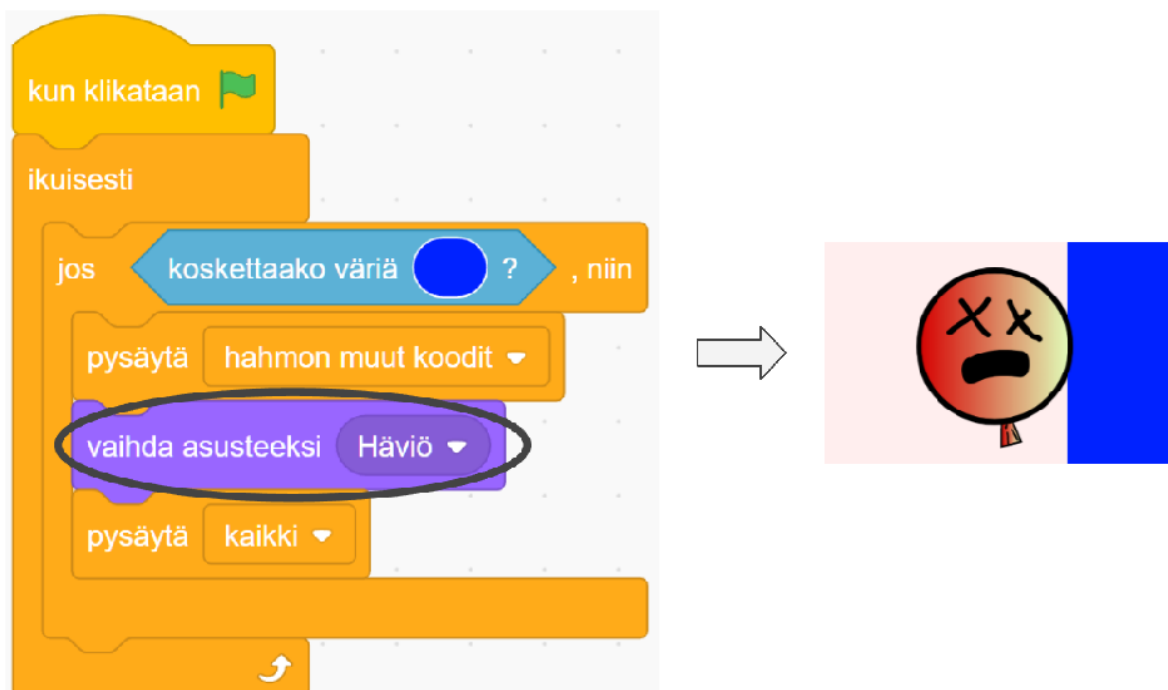 kun klikataan
ikuisesti
jos koskettaako väriä ? , niin
pysäytä hahmon muut koodit
vaihda asusteeksi Häviö
pysäytä kaikki